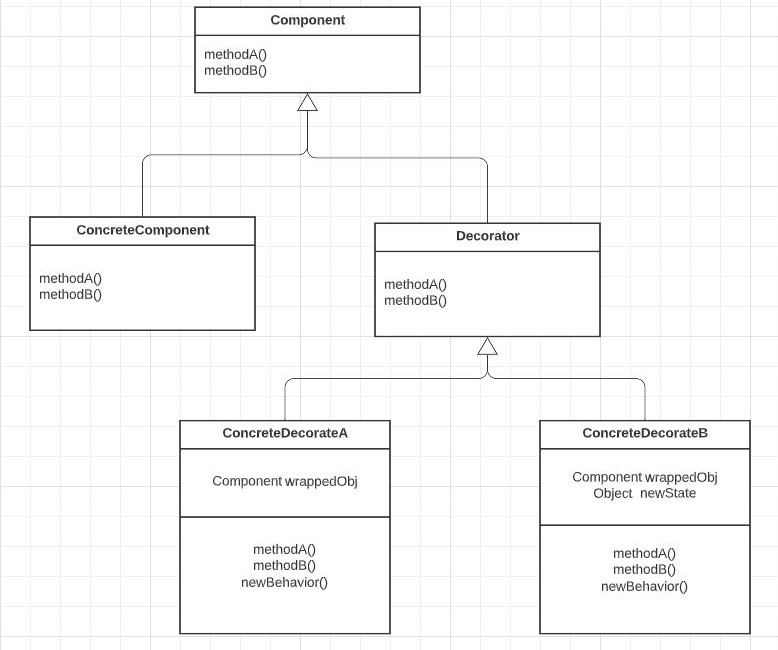 Component
methodA()
methodB()
ConcreteComponent
methodA()
methodB()
Decorator
methodA()
methodB()
ConcreteDecorateA
Component wrappedObj
methodA()
methodB()
newBehavior()
ConcreteDecorateB
Component wrappedObj
Object newState
methodA()
methodB()
newBehavior()